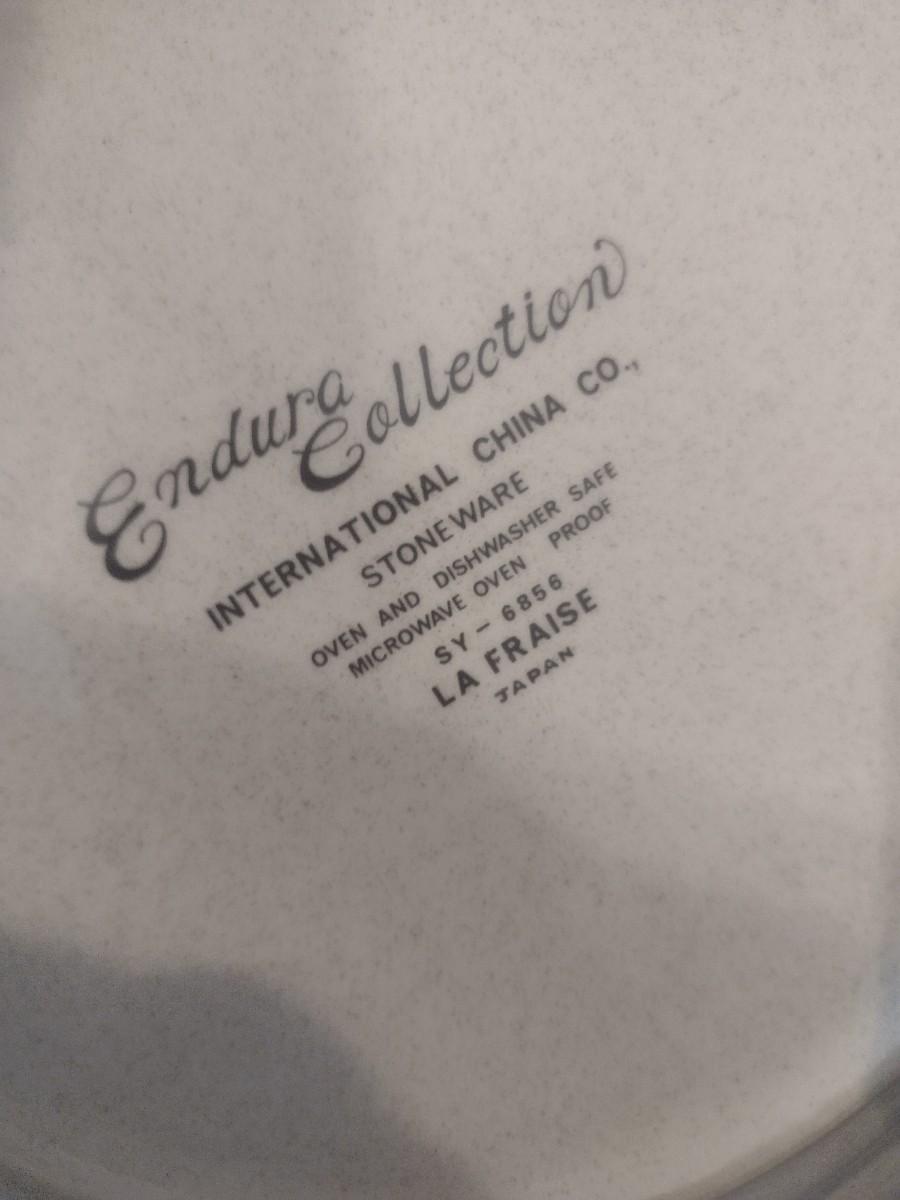 Endura
Collection
INTERNATIONAL CHINA CO.,
STONEWARE
OVEN AND DISHWASHER SAFE
MICROWAVE OVEN PROOF
SY-6856
LA FRAISE
JAPAN